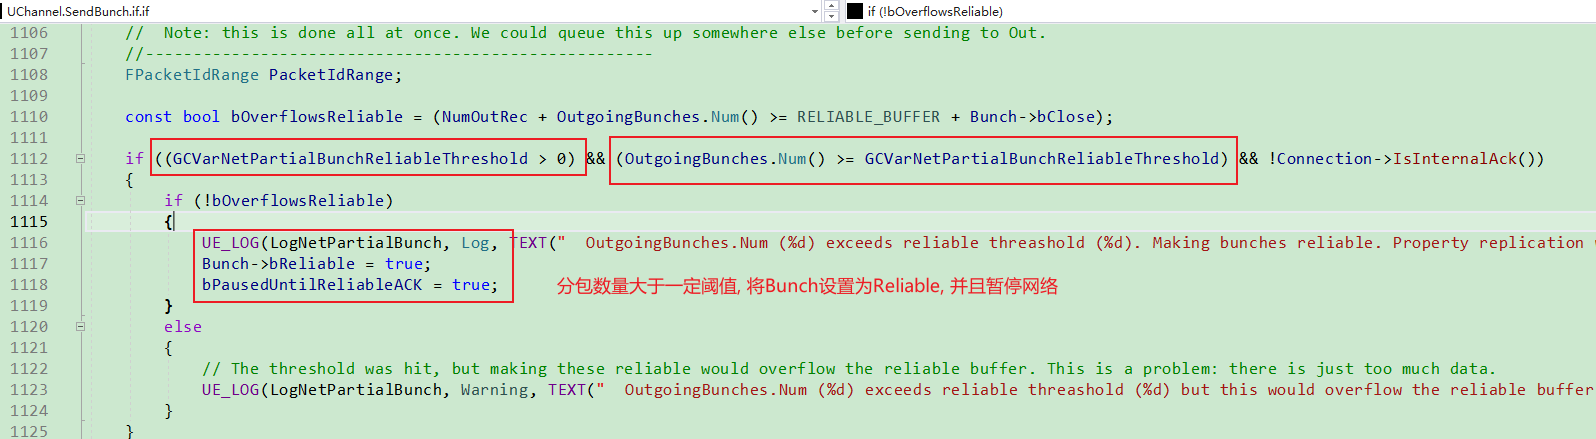 UChannel.SendBunch.if.if
if (!bOverflowsReliable)
1106 // Note: this is done all at once. We could queue this up somewhere else before sending to Out.
1107 //-----------------------------------------------------
1108 FPacketIdRange PacketIdRange;
1109
1110 const bool bOverflowsReliable = (NumOutRec + OutgoingBunches.Num() >= RELIABLE_BUFFER + Bunch->bClose);
1111
1112 if ((GCVarNetPartialBunchReliableThreshold > 0) && (OutgoingBunches.Num() >= GCVarNetPartialBunchReliableThreshold) && !Connection->IsInternalAck())
1113 {
1114 if (!bOverflowsReliable)
1115 {
1116 UE_LOG(LogNetPartialBunch, Log, TEXT("  OutgoingBunches.Num (%d) exceeds reliable threashold (%d). Making bunches reliable. Property replication
1117 Bunch->bReliable = true;
1118 bPausedUntilReliableACK = true;
分包数量大于一定阈值, 将Bunch设置为Reliable, 并且暂停网络
1119 }
1120 else
1121 {
1122 // The threshold was hit, but making these reliable would overflow the reliable buffer. This is a problem: there is just too much data.
1123 UE_LOG(LogNetPartialBunch, Warning, TEXT("  OutgoingBunches.Num (%d) exceeds reliable threashold (%d) but this would overflow the reliable buffer
1124 }
1125 }